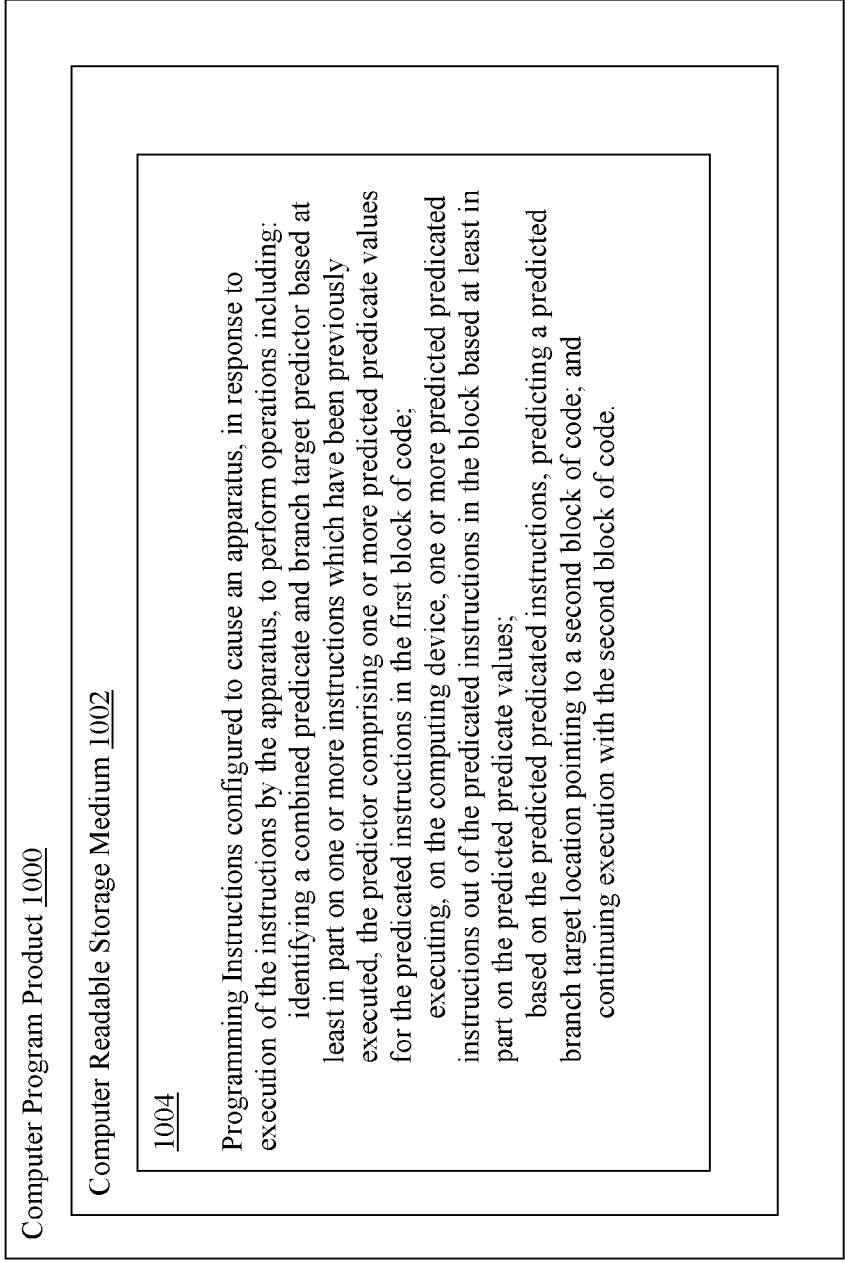 Computer Program Product 1000
Computer Readable Storage Medium 1002
1004
Programming Instructions configured to cause an apparatus, in response to
execution of the instructions by the apparatus, to perform operations including:
identifying a combined predicate and branch target predictor based at
least in part on one or more instructions which have been previously
executed, the predictor comprising one or more predicted predicate values
for the predicated instructions in the first block of code;
executing, on the computing device, one or more predicted predicated
instructions out of the predicated instructions in the block based at least in
part on the predicted predicate values;
based on the predicted predicated instructions, predicting a predicted
branch target location pointing to a second block of code; and
continuing execution with the second block of code.